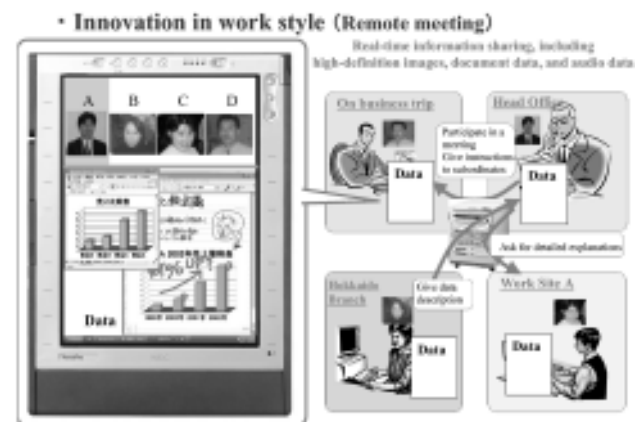 ・Innovation in work style (Remote meeting)
Real-time information sharing, including
high-definition images, document data, and audio data
A B C D
Data
On business trip
Head Office
Participate in a
meeting
Give instructions
to subordinates
Data
Data
Ask for detailed explanations
Hokkaido
Branch
Give data
description
Work Site A
Data
Data